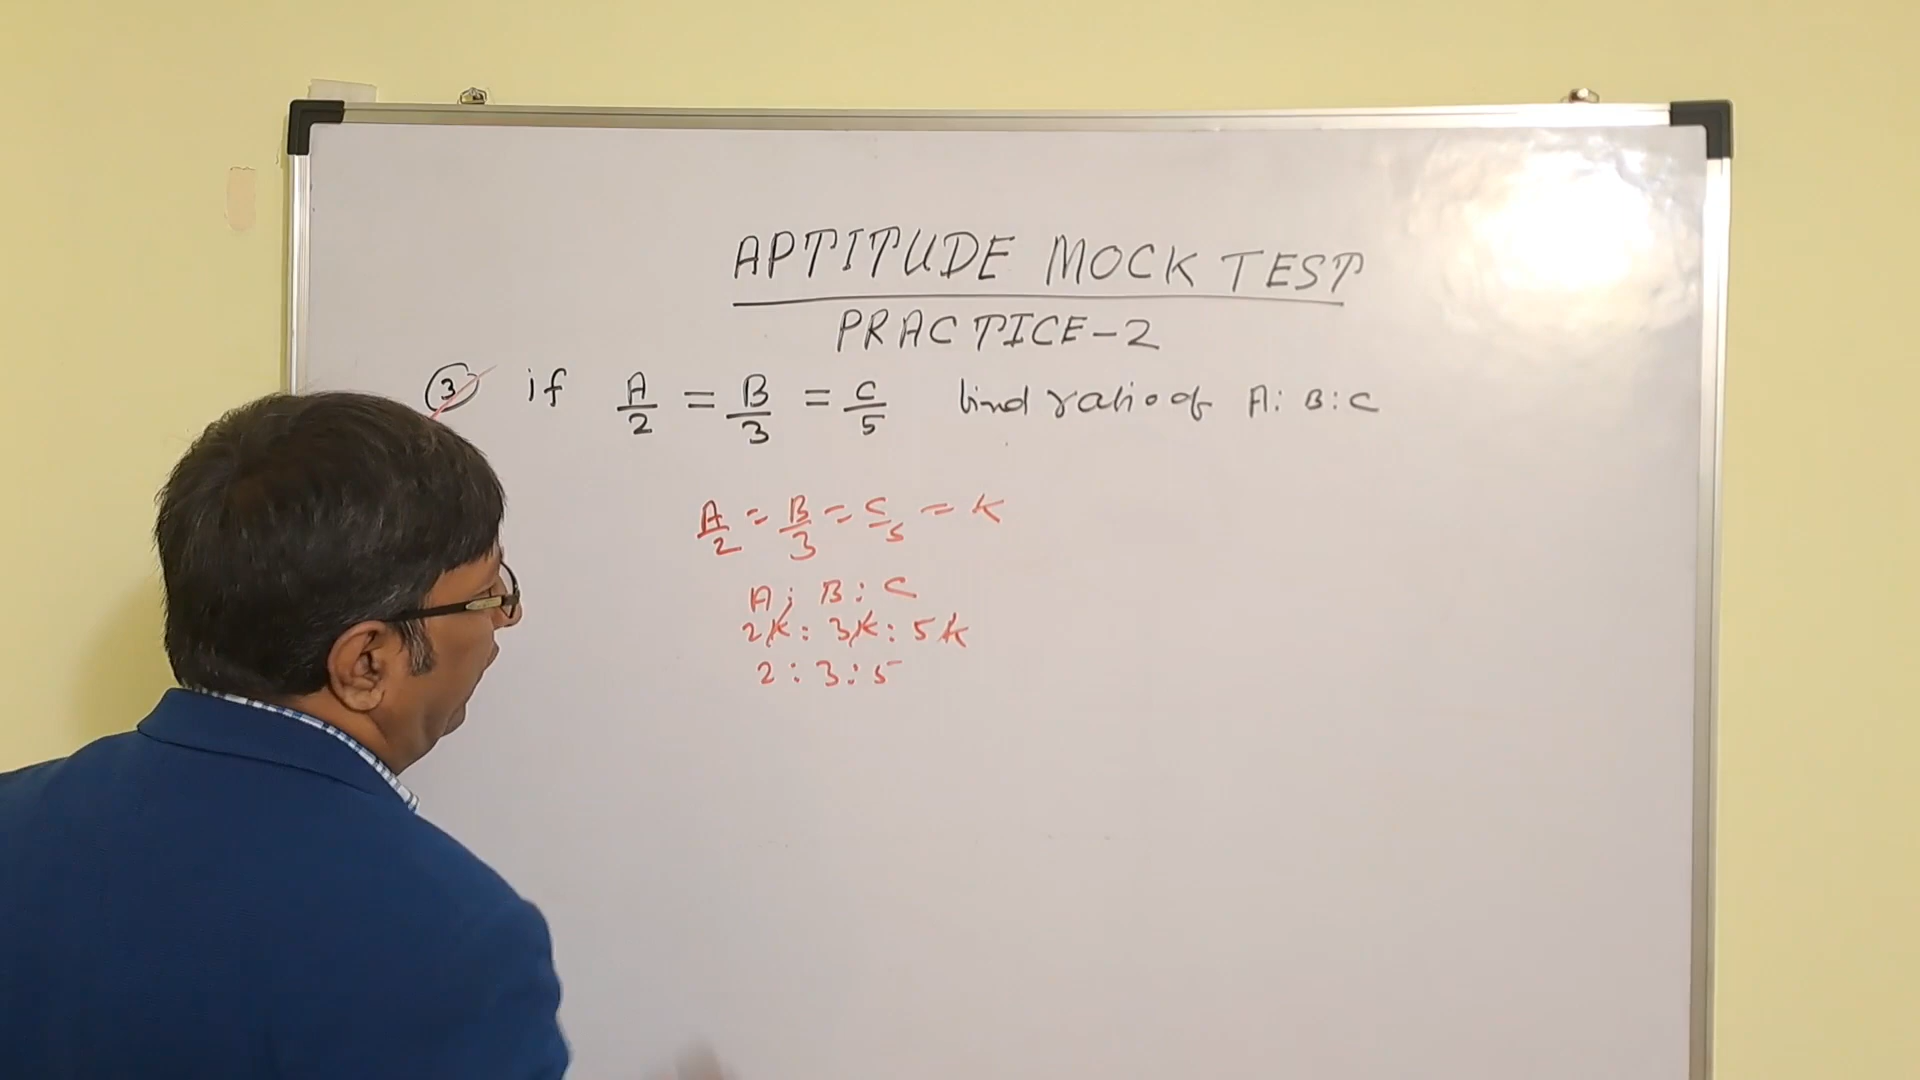 APTITUDE MOCK TEST
PRACTICE-2
③ if A/2 = B/3 = C/5 find ratio of A: B: C
A/2 = B/3 = C/5 = K
A: B: C
2K: 3K: 5K
2:3:5